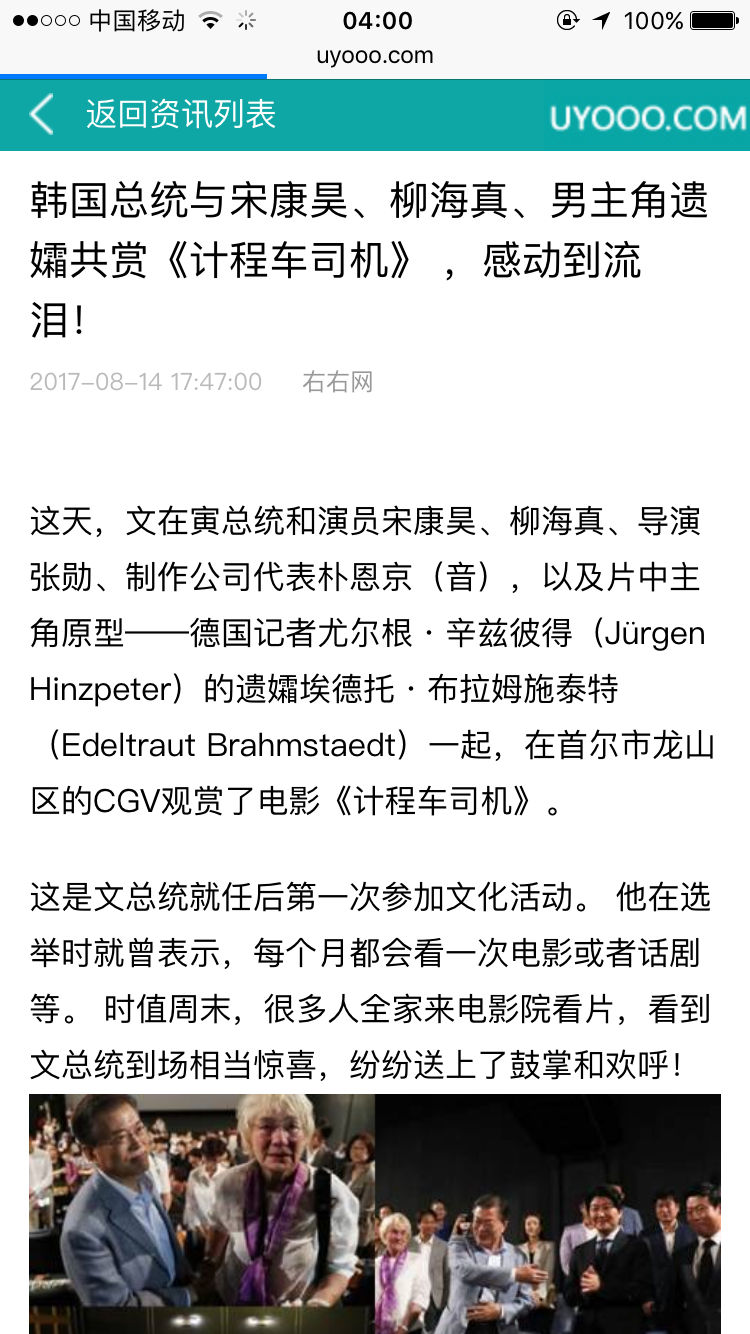 中国移动
04:00
100%
uyooo.com
返回资讯列表
UYOOO.COM
韩国总统与宋康昊、柳海真、男主角遗
孀共赏《计程车司机》，感动到流
泪！
2017-08-14 17:47:00 右右网
这天，文在寅总统和演员宋康昊、柳海真、导演
张勋、制作公司代表朴恩京（音），以及片中主
角原型——德国记者尤尔根·辛兹彼得（Jürgen
Hinzpeter）的遗孀埃德托·布拉姆施泰特
（Edeltraut Brahmstaedt）一起，在首尔市龙山
区的CGV观赏了电影《计程车司机》。
这是文总统就任后第一次参加文化活动。 他在选
举时就曾表示，每个月都会看一次电影或者话剧
等。 时值周末，很多人全家来电影院看片，看到
文总统到场相当惊喜，纷纷送上了鼓掌和欢呼！